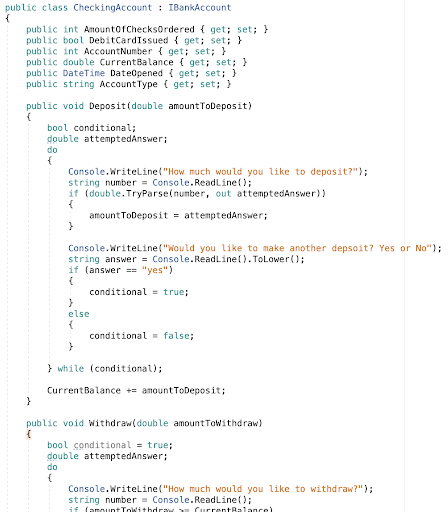 public class CheckingAccount : IBankAccount
{
    public int AmountOfChecksOrdered { get; set; }
    public bool DebitCardIssued { get; set; }
    public int AccountNumber { get; set; }
    public double CurrentBalance { get; set; }
    public DateTime DateOpened { get; set; }
    public string AccountType { get; set; }

    public void Deposit(double amountToDeposit)
    {
        bool conditional;
        double attemptedAnswer;
        do
        {
            Console.WriteLine("How much would you like to deposit?");
            string number = Console.ReadLine();
            if (double.TryParse(number, out attemptedAnswer))
            {
                amountToDeposit = attemptedAnswer;
            }

            Console.WriteLine("Would you like to make another depsoit? Yes or No");
            string answer = Console.ReadLine().ToLower();
            if (answer == "yes")
            {
                conditional = true;
            }
            else
            {
                conditional = false;
            }

        } while (conditional);

        CurrentBalance += amountToDeposit;
    }

    public void Withdraw(double amountToWithdraw)
    {
        bool conditional = true;
        double attemptedAnswer;
        do
        {
            Console.WriteLine("How much would you like to withdraw?");
            string number = Console.ReadLine();
            if (amountToWithdraw >= CurrentBalance)